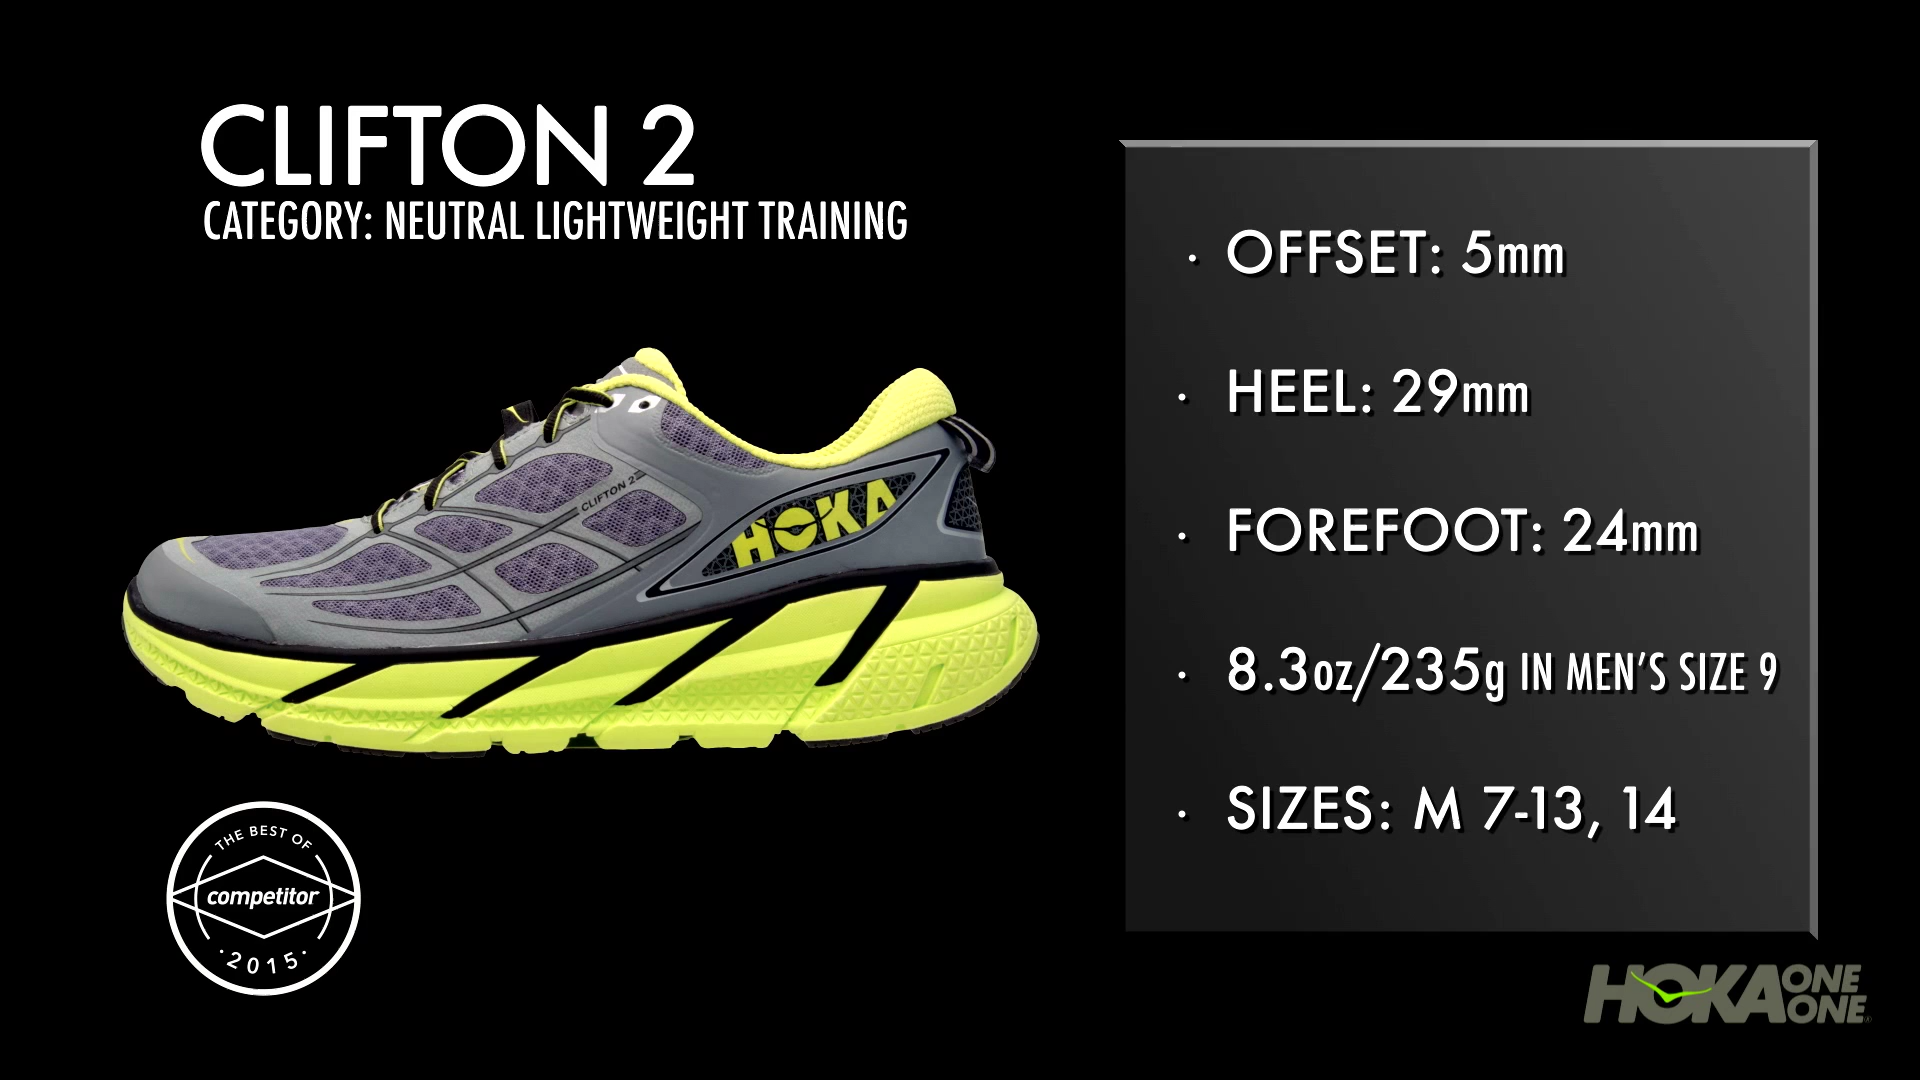 CLIFTON 2
CATEGORY: NEUTRAL LIGHTWEIGHT TRAINING
· OFFSET: 5mm
· HEEL: 29mm
· FOREFOOT: 24mm
· 8.3oz/235g IN MEN'S SIZE 9
· SIZES: M 7-13, 14
CLIFTON 2
HOKA
THE BEST OF
competitor
· 2015 ·
HOKA ONE
ONE